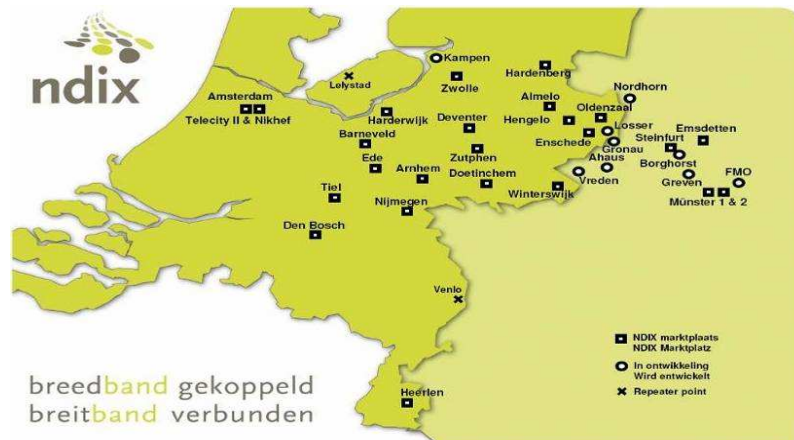 ndix
Kampen
Lelystad
Zwolle
Hardenberg
Nordhorn
Amsterdam
Telecity II & Nikhef
Harderwijk
Almelo
Oldenzaal
Deventer
Hengelo
Losser
Emsdetten
Barneveld
Enschede
Gronau
Steinfurt
Ede
Zutphen
Ahaus
Borghorst
FMO
Arnhem
Doetinchem
Tiel
Winterswijk
Vreden
Greven
Nijmegen
Münster 1 & 2
Den Bosch
Venlo
NDIX marktplaats
NDIX Marktplatz
In ontwikkeling
Wird entwickelt
Repeater point
breedband gekoppeld
breitband verbunden
Heerlen